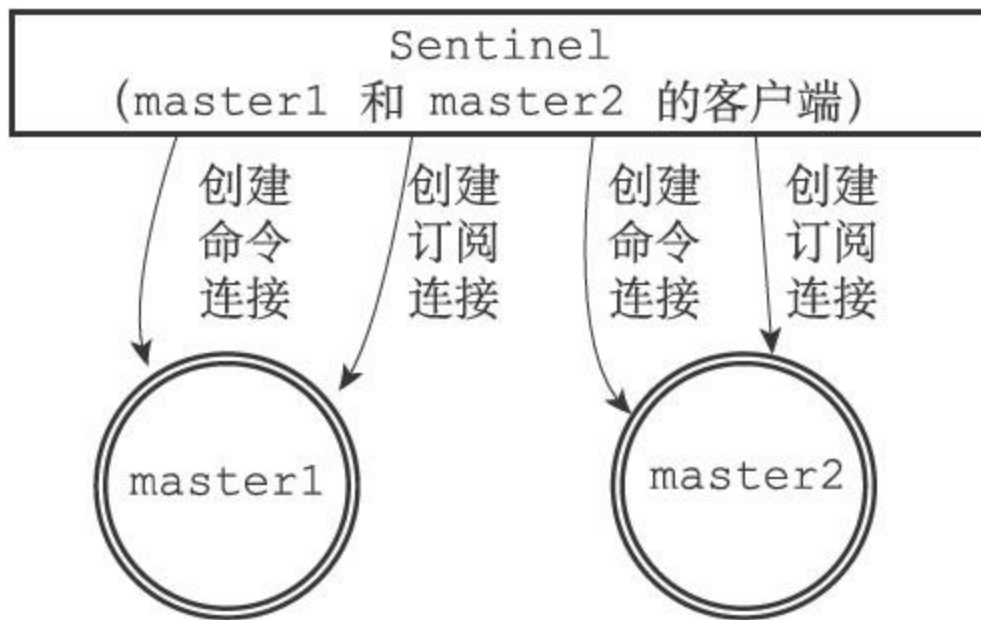 Sentinel
(master1 和 master2 的客户端)
创建
命令
连接
创建
订阅
连接
创建
命令
连接
创建
订阅
连接
master1
master2